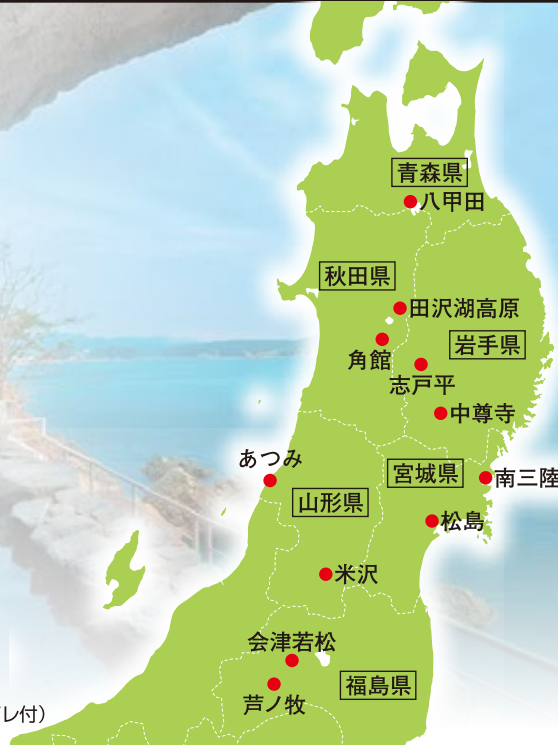 青森県
八甲田
秋田県
田沢湖高原
岩手県
角館
志戸平
中尊寺
あつみ
宮城県
南三陸
山形県
松島
米沢
会津若松
福島県
芦ノ牧
レ付）